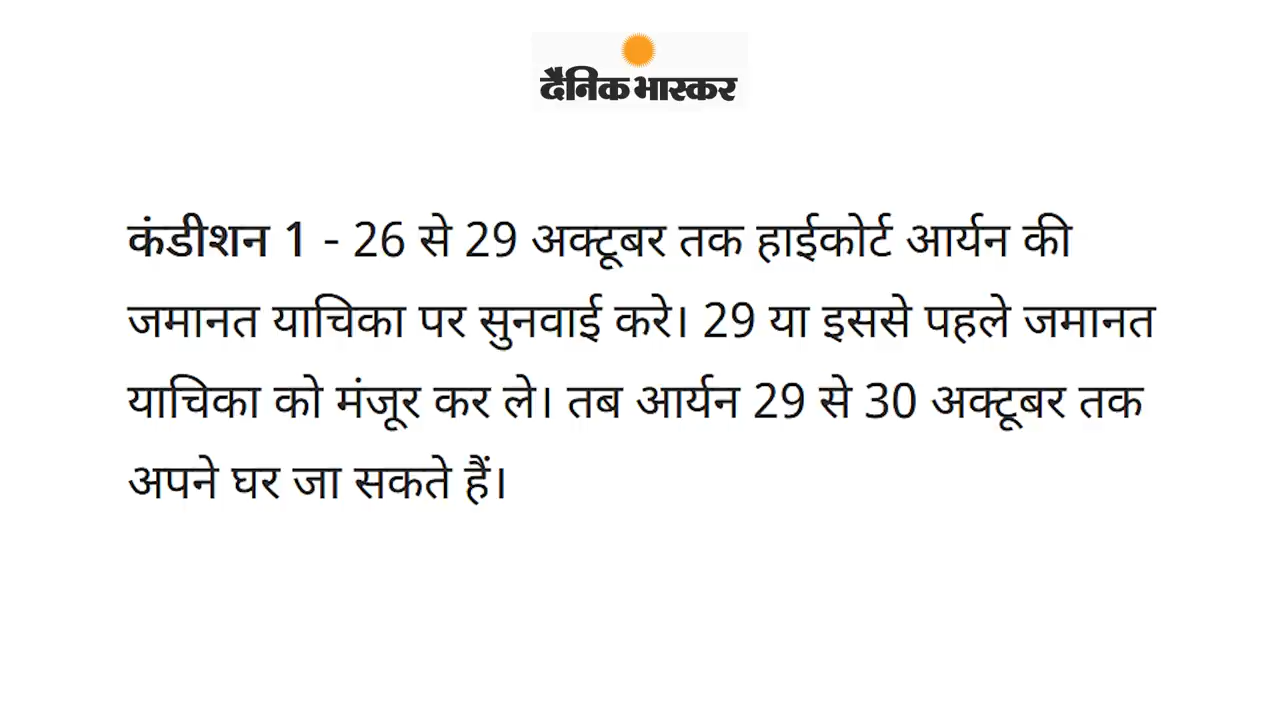 दैनिक भास्कर
कंडीशन 1 - 26 से 29 अक्टूबर तक हाईकोर्ट आर्यन की
जमानत याचिका पर सुनवाई करे। 29 या इससे पहले जमानत
याचिका को मंजूर कर ले। तब आर्यन 29 से 30 अक्टूबर तक
अपने घर जा सकते हैं।